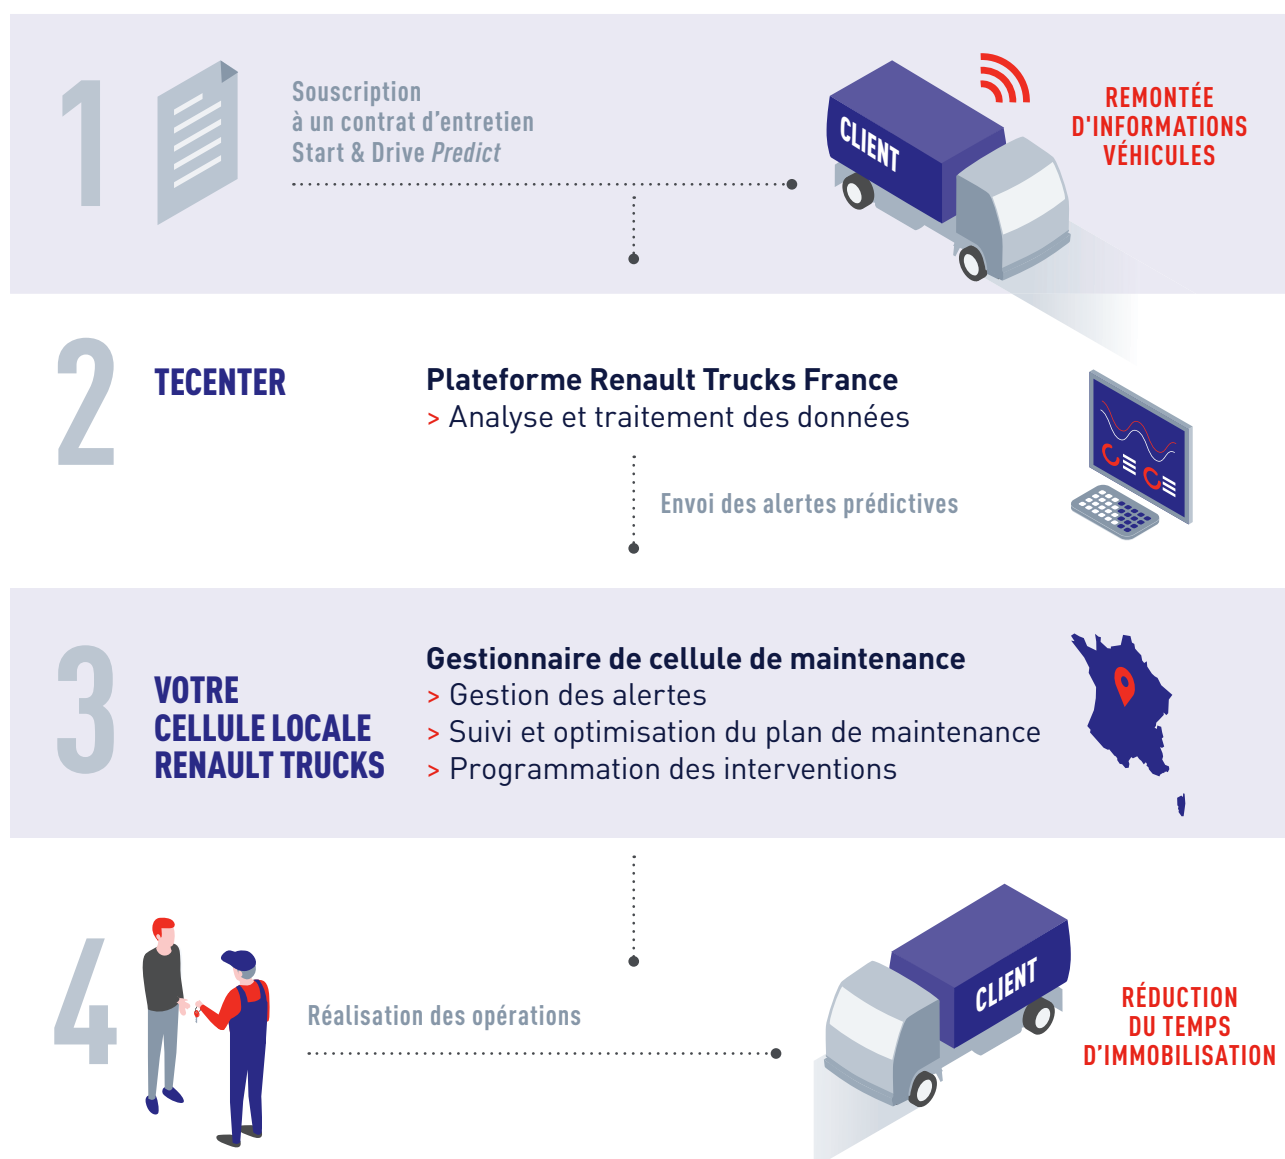 1
Souscription
à un contrat d’entretien
Start & Drive Predict
CLIENT
REMONTÉE
D'INFORMATIONS
VÉHICULES
2
TECENTER
Plateforme Renault Trucks France
> Analyse et traitement des données
Envoi des alertes prédictives
3
VOTRE
CELLULE LOCALE
RENAULT TRUCKS
Gestionnaire de cellule de maintenance
> Gestion des alertes
> Suivi et optimisation du plan de maintenance
> Programmation des interventions
4
Réalisation des opérations
CLIENT
RÉDUCTION
DU TEMPS
D’IMMOBILISATION